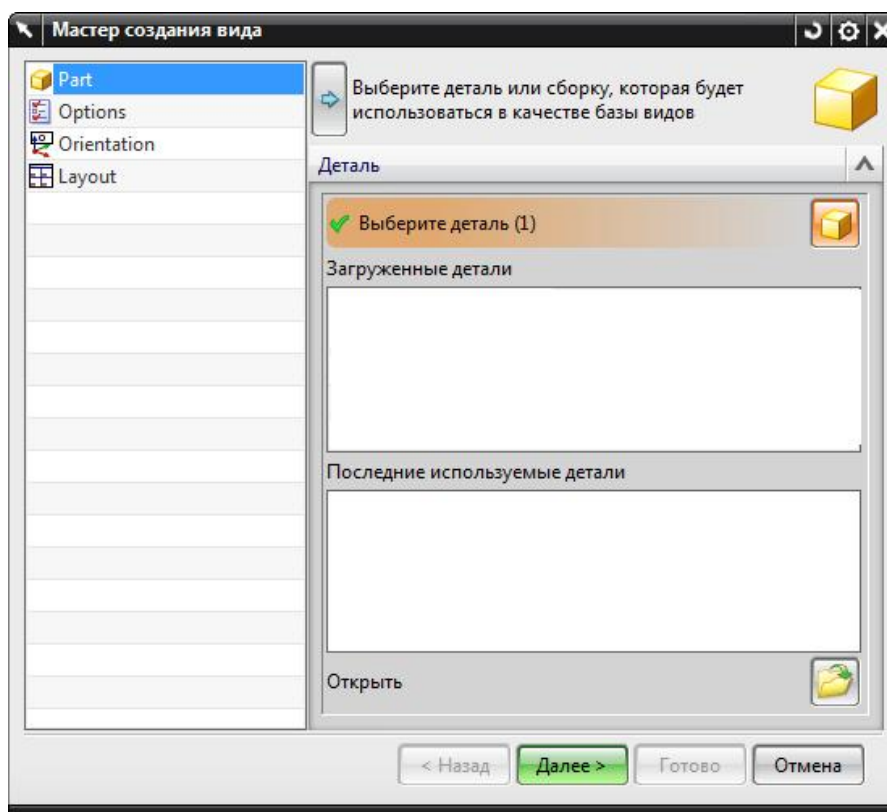 Мастер создания вида
Part
Options
Orientation
Layout
Выберите деталь или сборку, которая будет
использоваться в качестве базы видов
Деталь
Выберите деталь (1)
Загруженные детали
Последние используемые детали
Открыть
< Назад
Далее >
Готово
Отмена